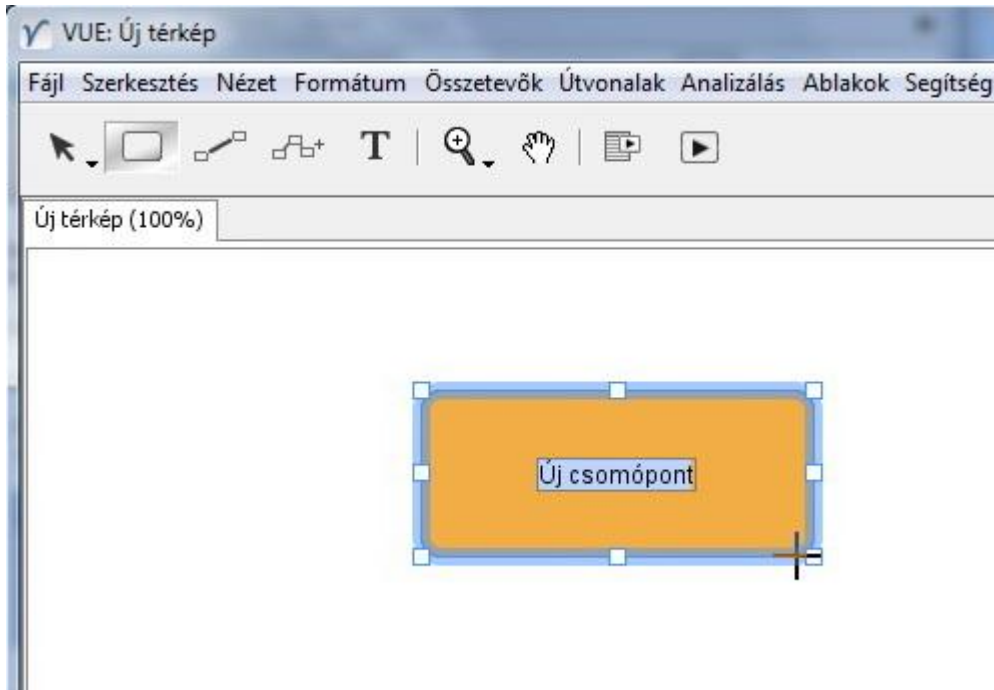 VUE: Új térkép
Fájl Szerkesztés Nézet Formátum Összetevők Útvonalak Analizálás Ablakok Segítség
T
Új térkép (100%)
Új csomópont